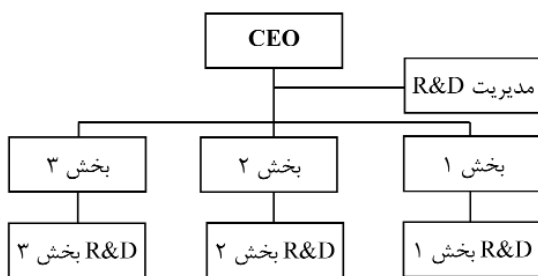 CEO
مدیریت R&D
بخش ۱
بخش ۲
بخش ۳
R&D بخش ۱
R&D بخش ۲
R&D بخش ۳